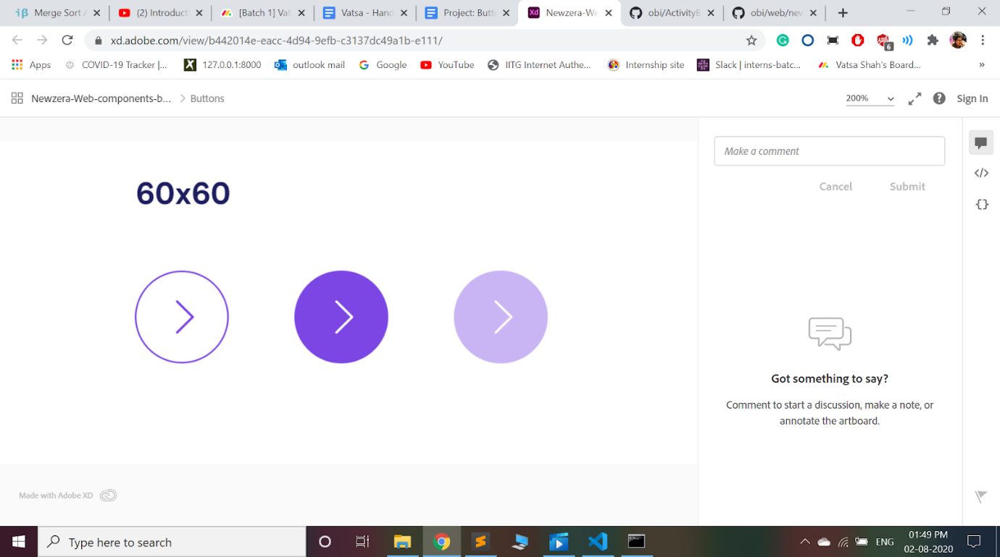 Merge Sort A
(2) Introducti
[Batch 1] Vat
Vatsa - Hand
Project: Butt
Newzera-We
obi/ActivityB
obi/web/new
xd.adobe.com/view/b442014e-eacc-4d94-9efb-c3137dc49a1b-e111/
6
Apps
COVID-19 Tracker |...
127.0.0.1:8000
outlook mail
Google
YouTube
IITG Internet Authe...
Internship site
Slack | interns-batc...
Vatsa Shah's Board...
»
Newzera-Web-components-b...
Buttons
200%
Sign In
Make a comment
Cancel
Submit
60x60
Got something to say?
Comment to start a discussion, make a note, or
annotate the artboard.
Made with Adobe XD
Type here to search
ENG
01:49 PM
02-08-2020